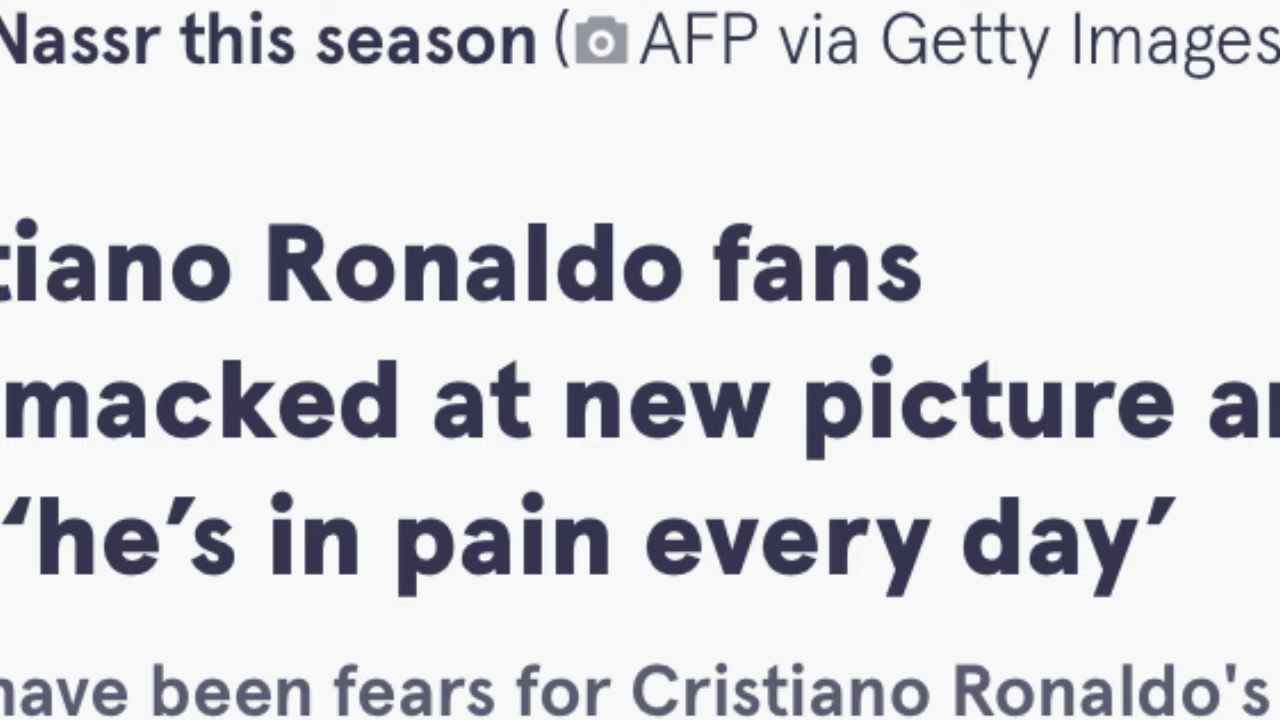 Nassr this season (AFP via Getty Images
tiano Ronaldo fans
macked at new picture ar
‘he’s in pain every day’
have been fears for Cristiano Ronaldo's